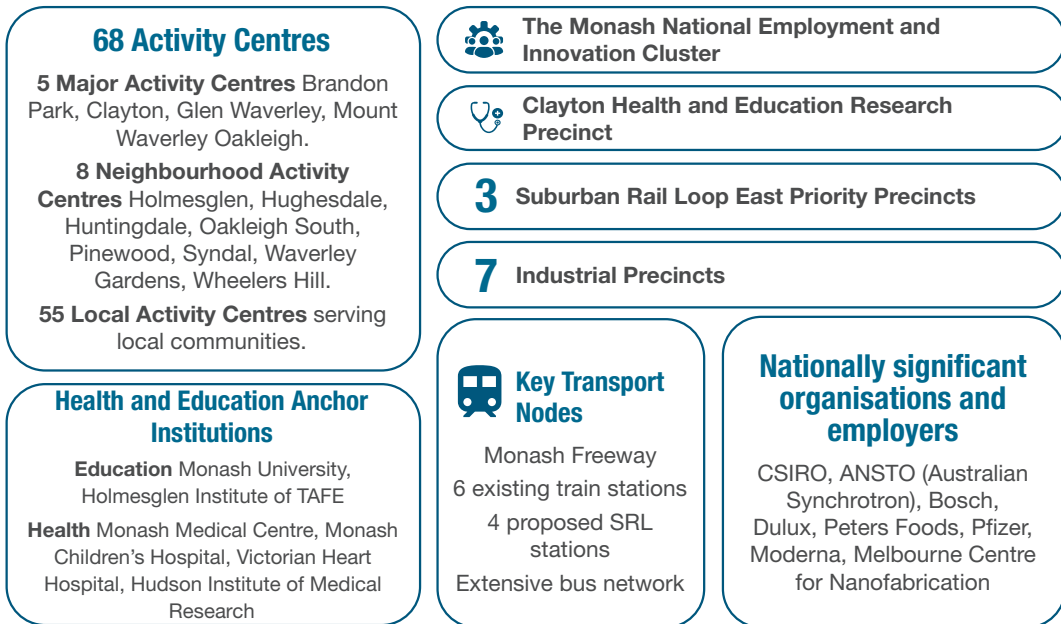 68 Activity Centres
5 Major Activity Centres Brandon
Park, Clayton, Glen Waverley, Mount
Waverley Oakleigh.
8 Neighbourhood Activity
Centres Holmesglen, Hughesdale,
Huntingdale, Oakleigh South,
Pinewood, Syndal, Waverley
Gardens, Wheelers Hill.
55 Local Activity Centres serving
local communities.
Health and Education Anchor
Institutions
Education Monash University,
Holmesglen Institute of TAFE
Health Monash Medical Centre, Monash
Children’s Hospital, Victorian Heart
Hospital, Hudson Institute of Medical
Research
The Monash National Employment and
Innovation Cluster
Clayton Health and Education Research
Precinct
3 Suburban Rail Loop East Priority Precincts
7 Industrial Precincts
Key Transport
Nodes
Monash Freeway
6 existing train stations
4 proposed SRL
stations
Extensive bus network
Nationally significant
organisations and
employers
CSIRO, ANSTO (Australian
Synchrotron), Bosch,
Dulux, Peters Foods, Pfizer,
Moderna, Melbourne Centre
for Nanofabrication